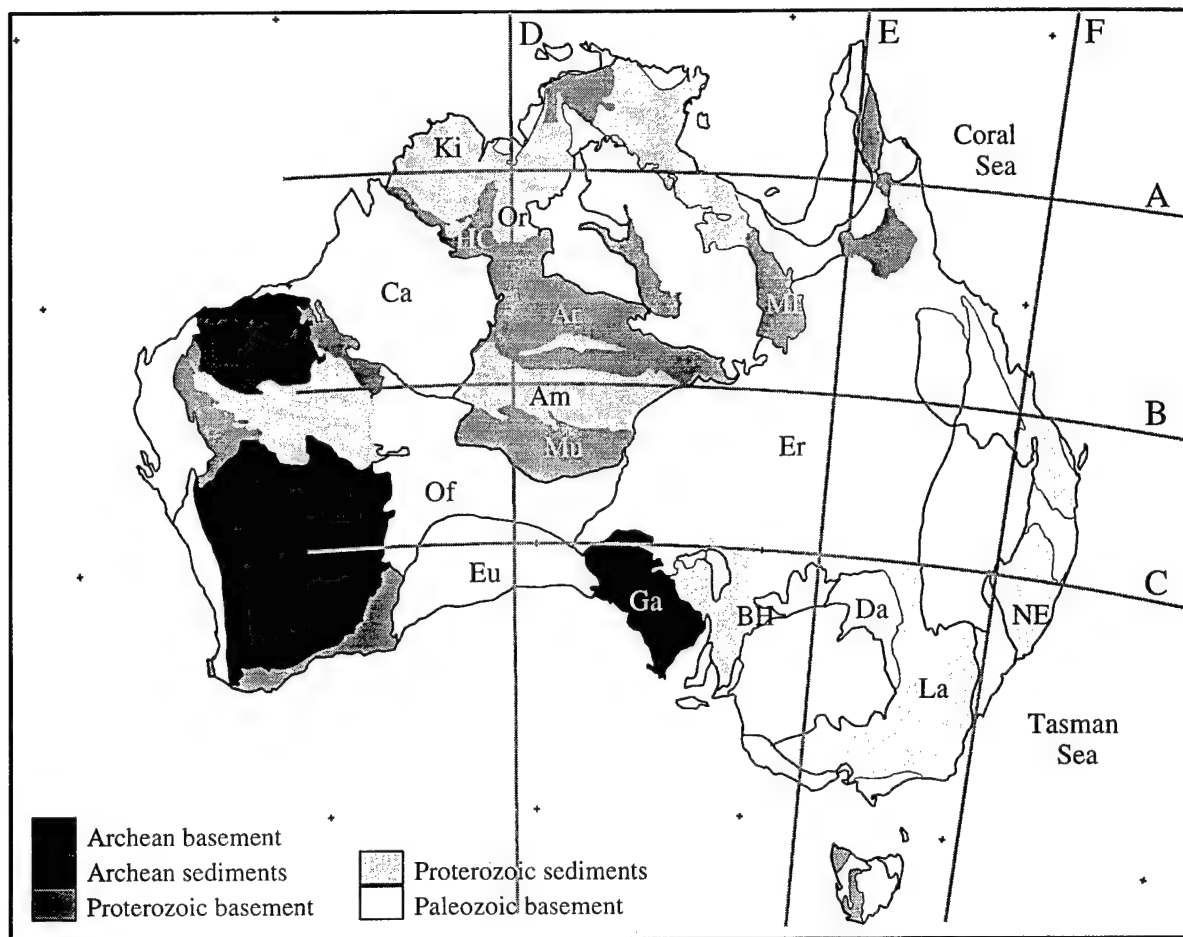 D
E
F
Ki
Coral
Sea
A
Or
HC
Ca
MI
Ar
Am
B
Mu
Er
Of
Eu
C
Ga
BH
Da
NE
La
Tasman
Sea
Archean basement
Archean sediments
Proterozoic sediments
Proterozoic basement
Paleozoic basement